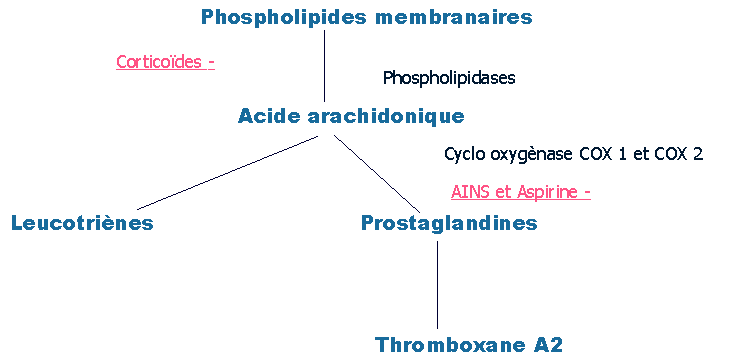 Phospholipides membranaires
Corticoïdes -
Phospholipidases
Acide arachidonique
Cyclo oxygènase COX 1 et COX 2
AINS et Aspirine -
Leucotriènes
Prostaglandines
Thromboxane A2